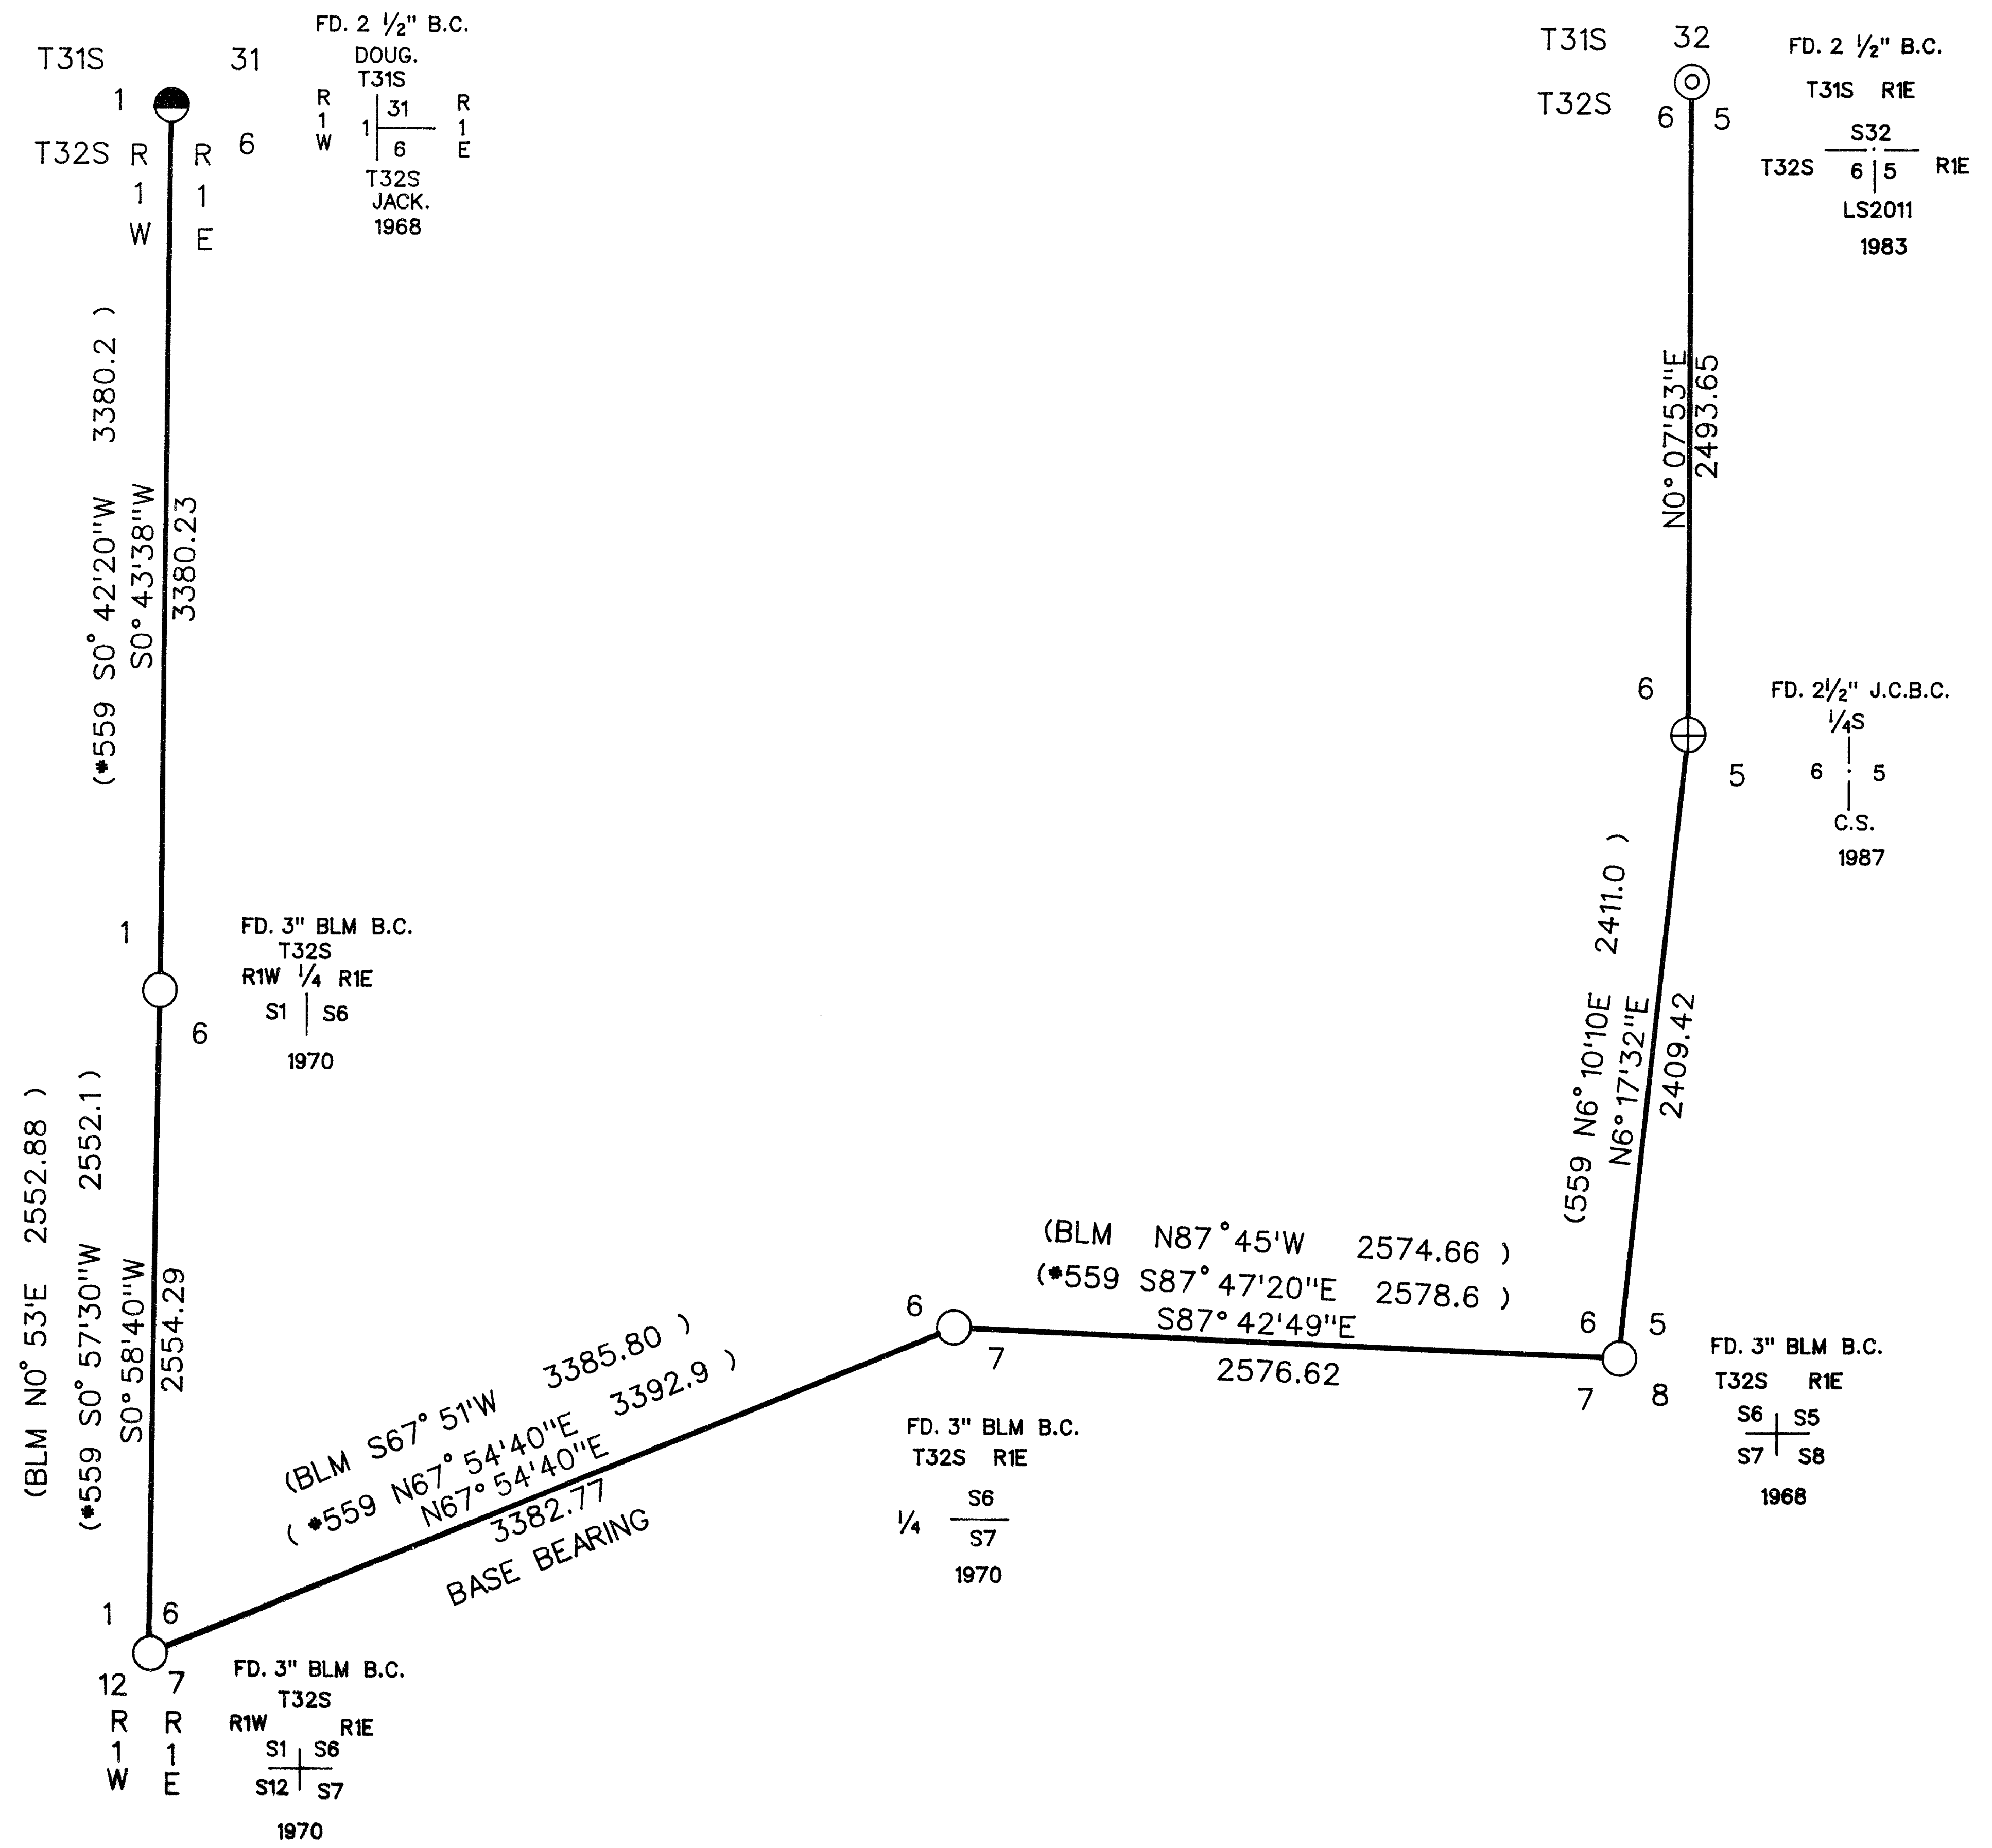 T31S 31
1
T32S R R 6
1 1
W E
FD. 2 ½" B.C.
DOUG.
T31S
R 31 R
1 1 1
W 6 E
T32S
JACK.
1968
T31S 32
T32S
6 5
FD. 2 ½" B.C.
T31S R1E
S32
T32S 6 5 R1E
LS2011
1983
(*559 S0° 42'20"W 3380.2 )
S0° 43'38"W
3380.23
N0° 07'53"E
2493.65
6
5
FD. 2½" J.C.B.C.
¼S
6 5
C.S.
1987
1
6
FD. 3" BLM B.C.
T32S
R1W ¼ R1E
S1 S6
1970
(BLM N0° 53'E 2552.88 )
(*559 S0° 57'30"W 2552.1 )
S0° 58'40"W
2554.29
(559 N6° 10'10E 2411.0 )
N6° 17'32"E
2409.42
(BLM N87° 45'W 2574.66 )
(*559 S87° 47'20"E 2578.6 )
S87° 42'49"E
2576.62
6
7
(BLM S67° 51'W 3385.80 )
( *559 N67° 54'40"E 3392.9 )
N67° 54'40"E
3382.77
BASE BEARING
FD. 3" BLM B.C.
T32S R1E
S6
¼
S7
1970
6 5
7 8
FD. 3" BLM B.C.
T32S R1E
S6 S5
S7 S8
1968
1 6
12 7
R R
1 1
W E
FD. 3" BLM B.C.
T32S
R1W R1E
S1 S6
S12 S7
1970